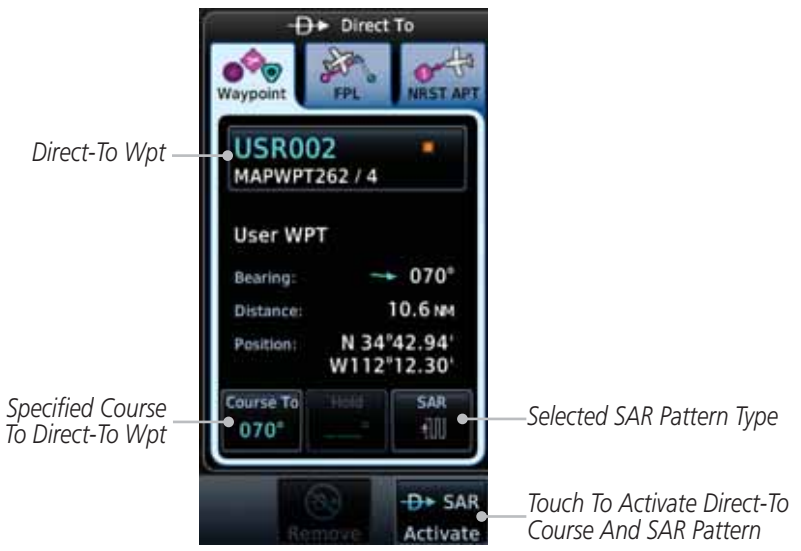 Direct To
Waypoint
FPL
NRST APT
Direct-To Wpt
USR002
MAPWPT262 / 4
User WPT
Bearing: 070°
Distance: 10.6 NM
Position: N 34°42.94'
W112°12.30'
Specified Course
To Direct-To Wpt
Course To
070°
Hold
___°
SAR
Selected SAR Pattern Type
Remove
SAR
Activate
Touch To Activate Direct-To
Course And SAR Pattern